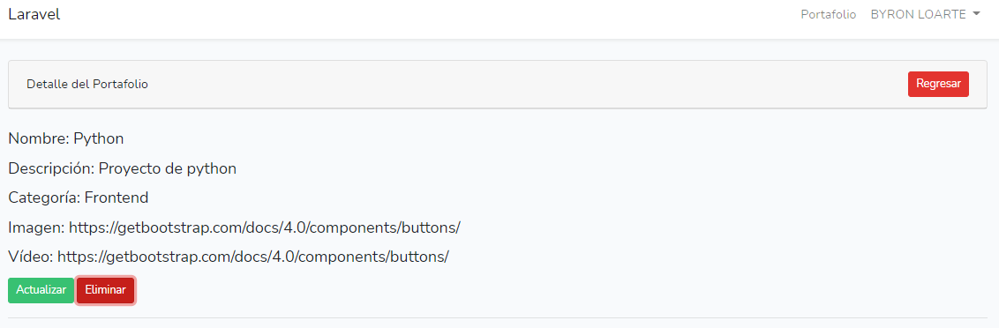 Laravel Portafolio BYRON LOARTE
Detalle del Portafolio Regresar
Nombre: Python
Descripción: Proyecto de python
Categoría: Frontend
Imagen: https://getbootstrap.com/docs/4.0/components/buttons/
Vídeo: https://getbootstrap.com/docs/4.0/components/buttons/
Actualizar Eliminar